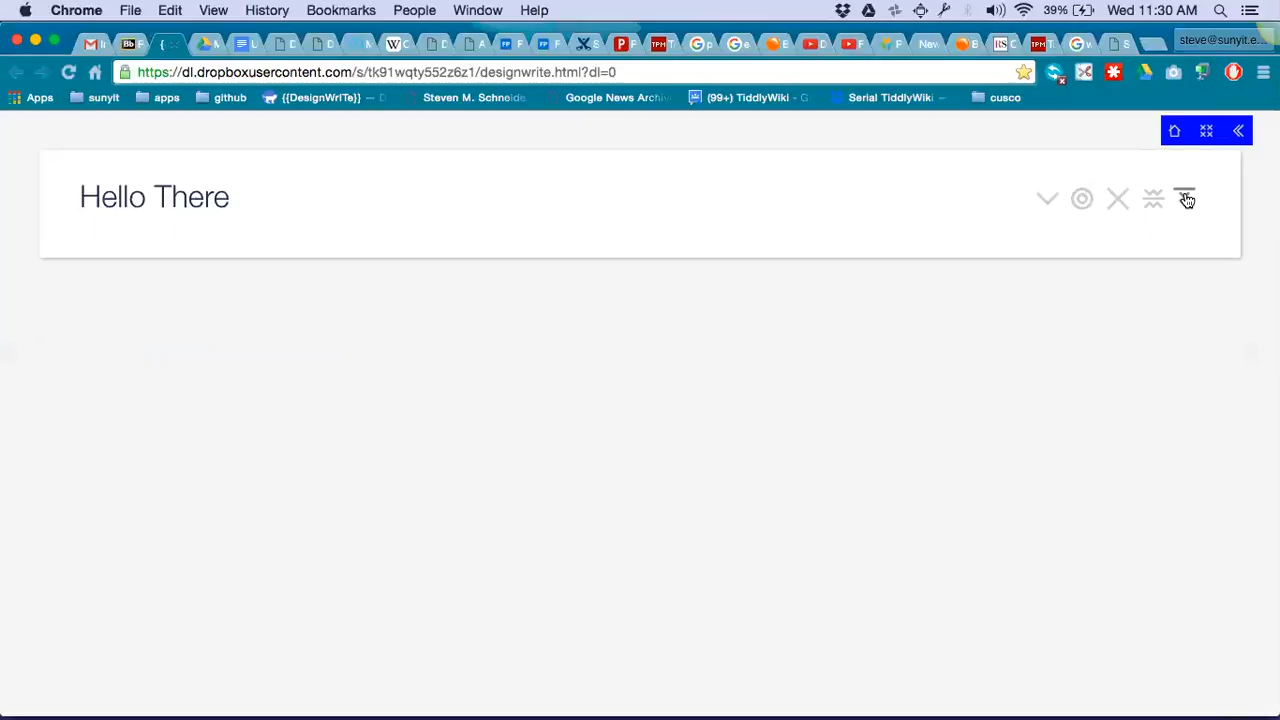 Chrome File Edit View History Bookmarks People Window Help 39% Wed 11:30 AM
Bb steve@sunyit.e...
https://dl.dropboxusercontent.com/s/tk91wqty552z6z1/designwrite.html?dl=0
Apps sunyit apps github {{DesignWrITe}} — Steven M. Schneide Google News Archiv (99+) TiddlyWiki - G Serial TiddlyWiki – cusco
Hello There